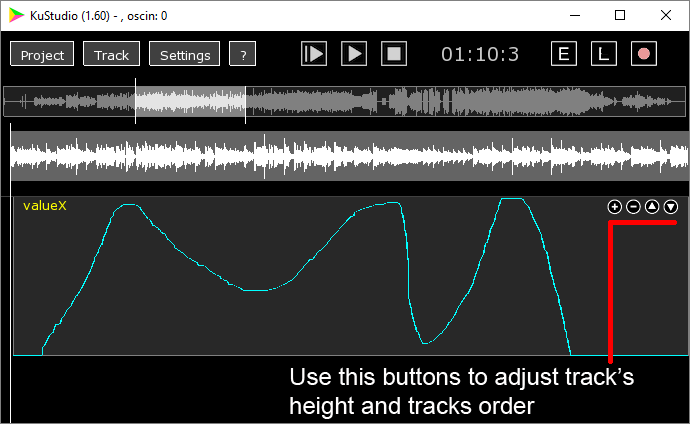 KuStudio (1.60) - , oscin: 0
Project Track Settings ? 01:10:3 E L
valueX
Use this buttons to adjust track's
height and tracks order